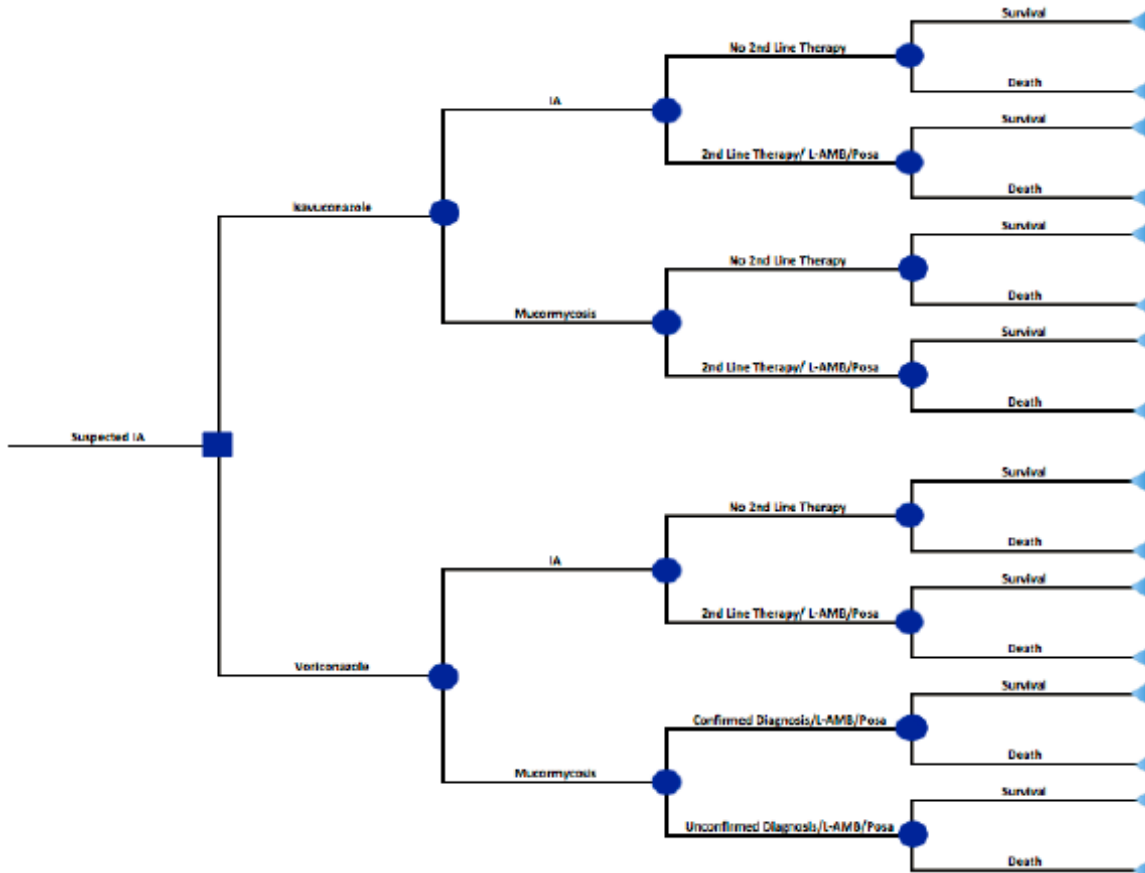 Survival
No 2nd Line Therapy
Death
IA
Survival
2nd Line Therapy/ L-AMB/Posa
Death
Isavuconazole
Survival
No 2nd Line Therapy
Death
Mucormycosis
Survival
2nd Line Therapy/ L-AMB/Posa
Death
Suspected IA
Survival
No 2nd Line Therapy
Death
IA
Survival
2nd Line Therapy/ L-AMB/Posa
Death
Voriconazole
Survival
Confirmed Diagnosis/L-AMB/Posa
Death
Mucormycosis
Survival
Unconfirmed Diagnosis/L-AMB/Posa
Death